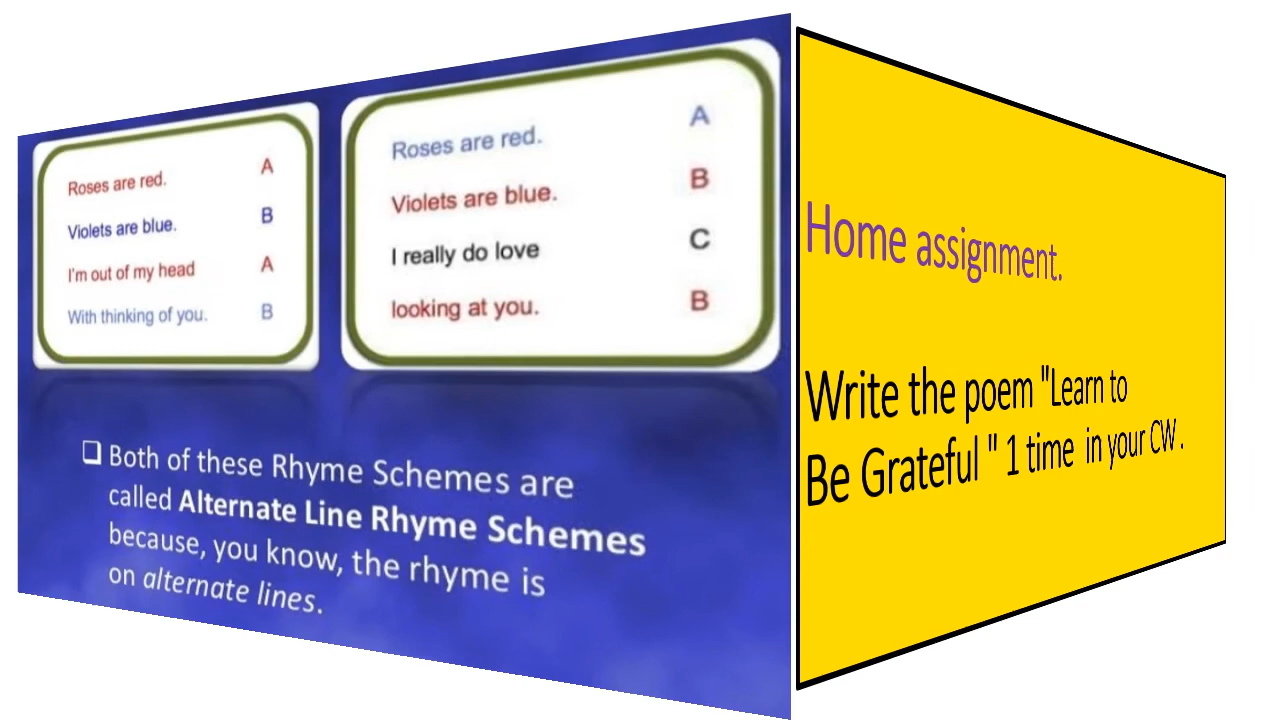 Roses are red. A
Violets are blue. B
I'm out of my head A
With thinking of you. B
Roses are red. A
Violets are blue. B
I really do love C
looking at you. B
❑ Both of these Rhyme Schemes are
called Alternate Line Rhyme Schemes
because, you know, the rhyme is
on alternate lines.
Home assignment.
Write the poem "Learn to
Be Grateful " 1 time in your CW.